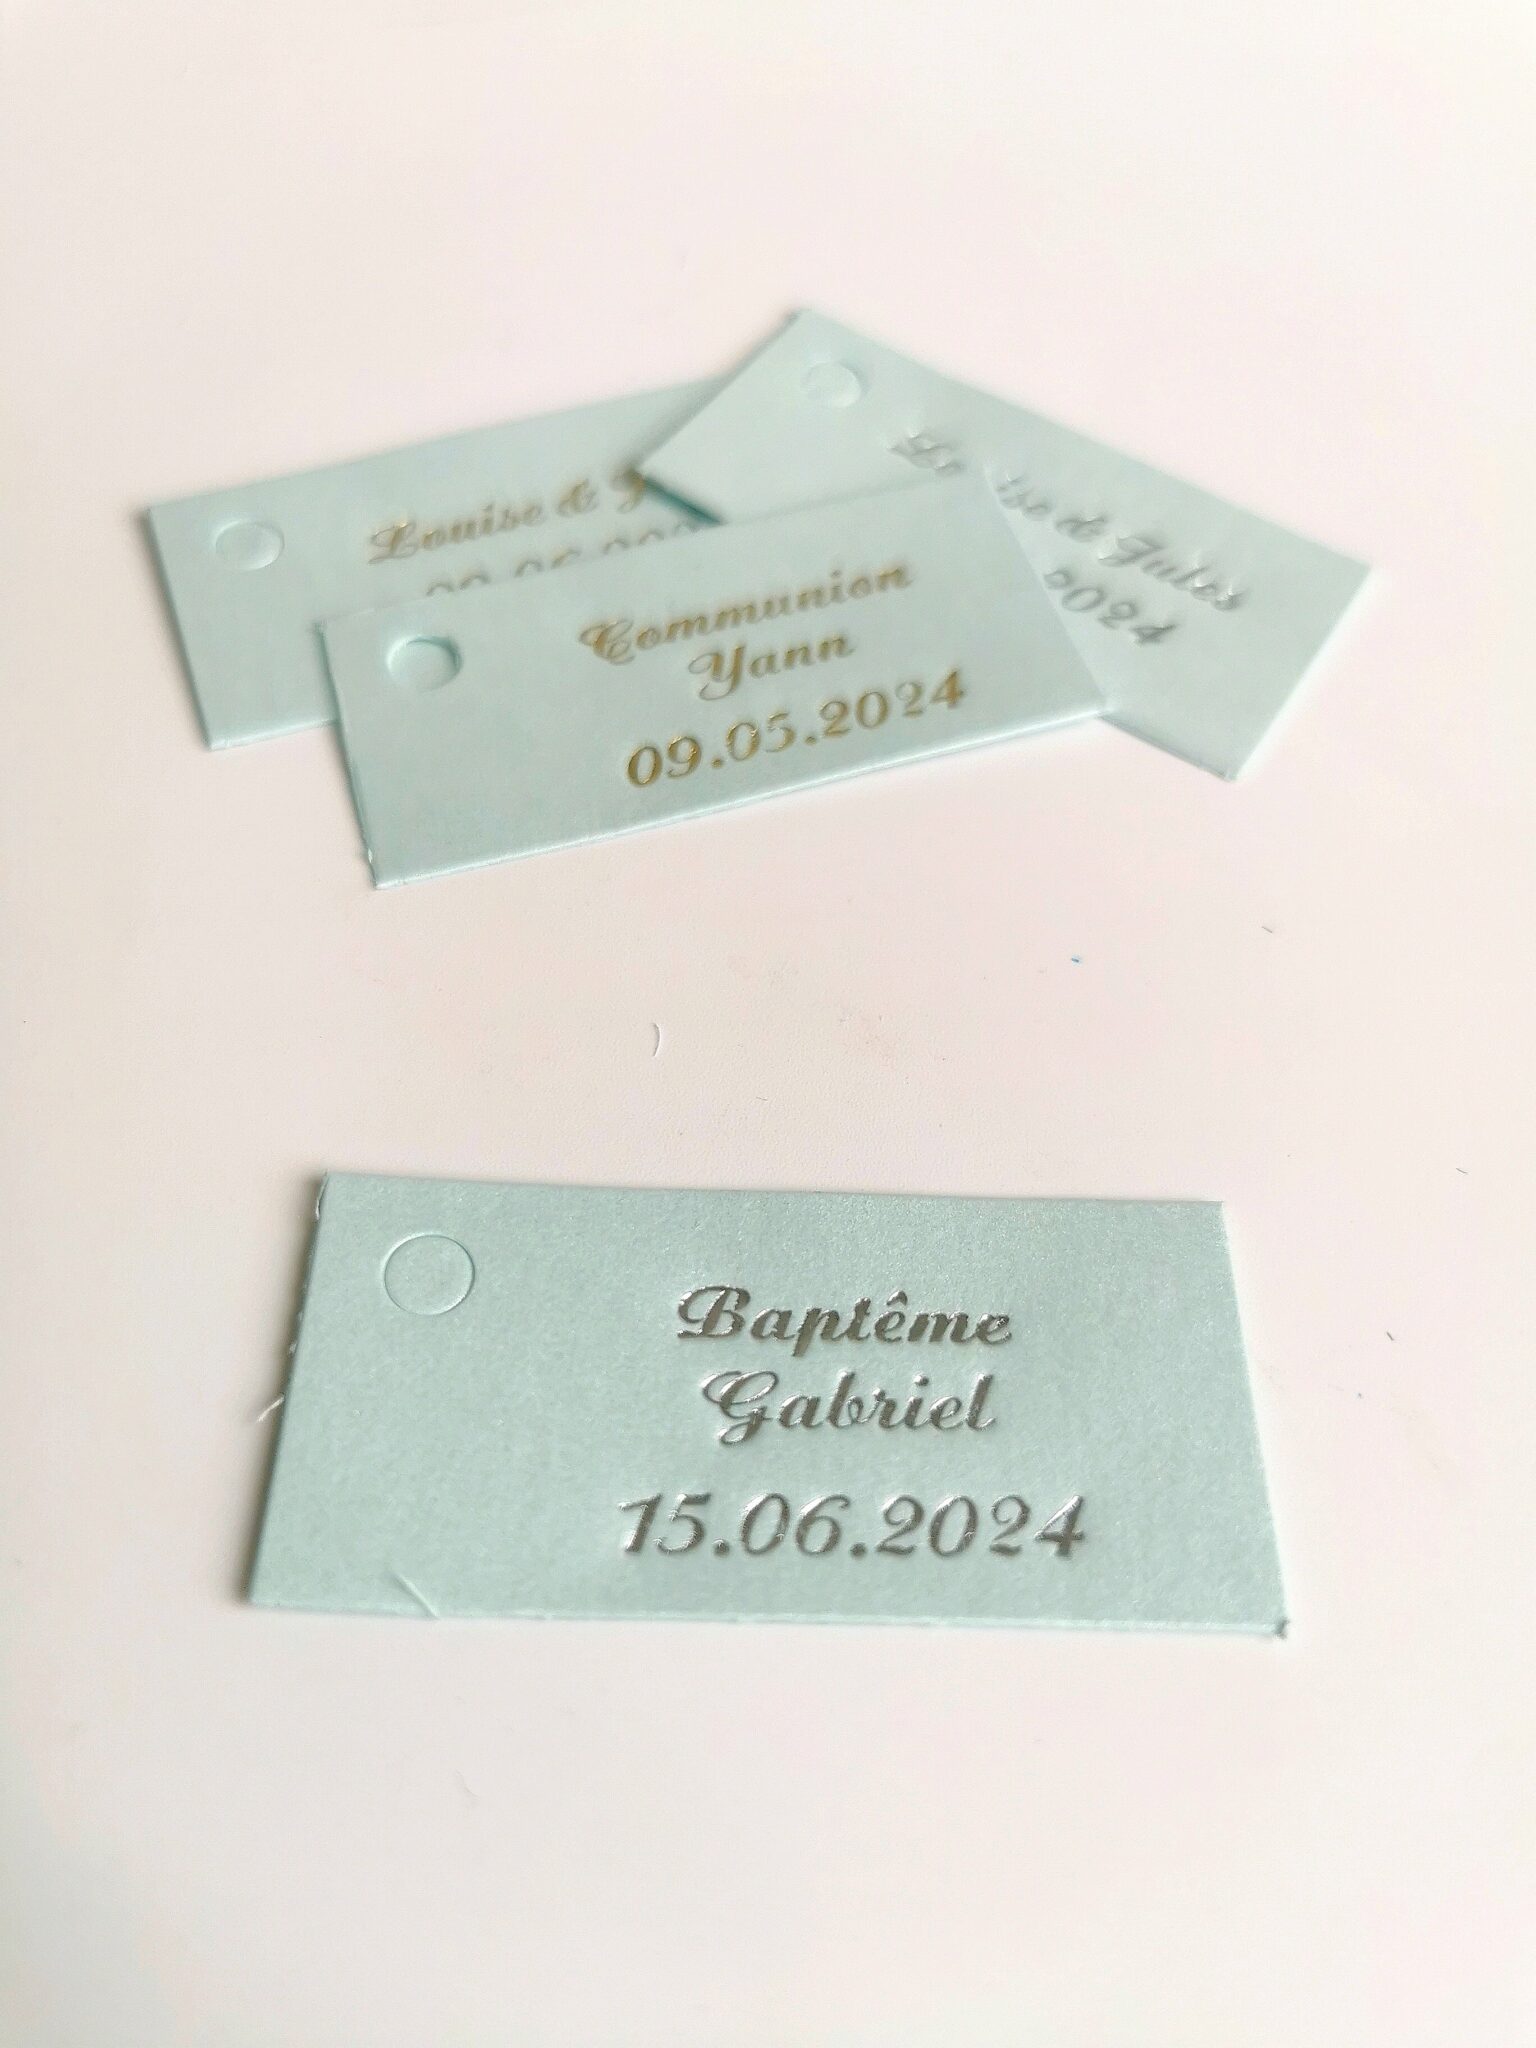 Louise & J
Louise & Jules
2024
Communion
Yann
09.05.2024
Baptême
Gabriel
15.06.2024